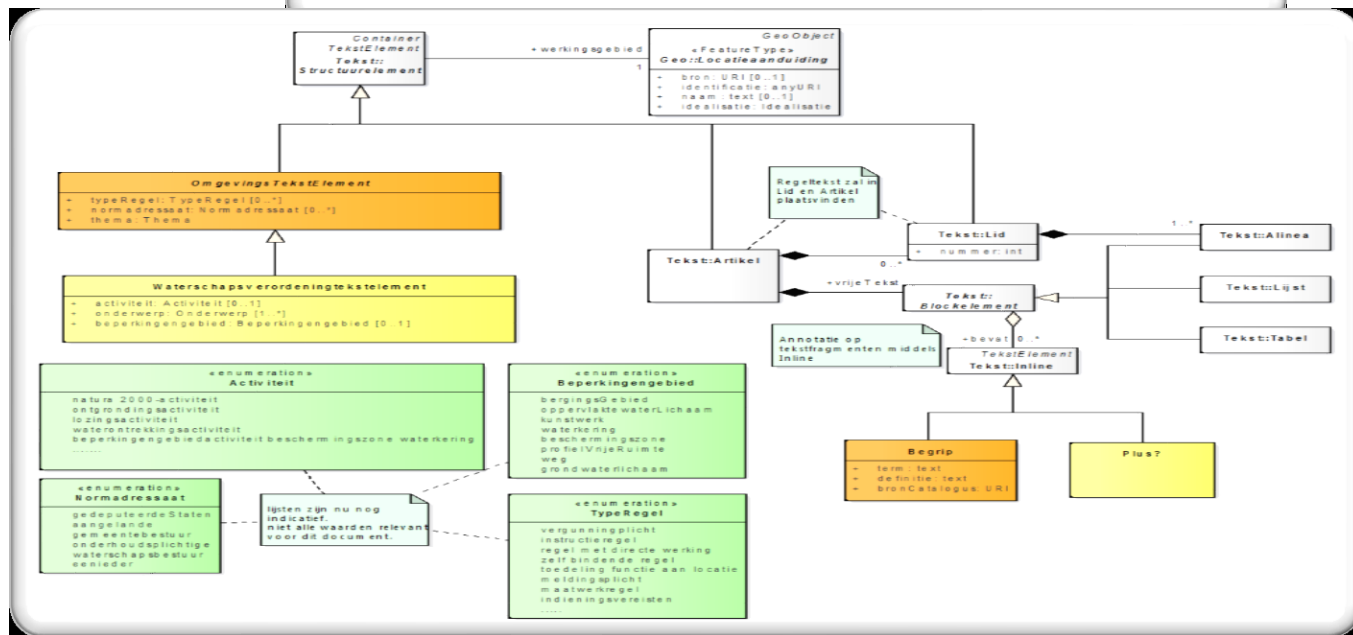 Container
TekstElement
Tekst::
Structuurelement
+werkingsgebied
1
GeoObject
«FeatureType»
Geo::Locatieaanduiding
+ bron: URI [0..1]
+ identificatie: anyURI
+ naam: text [0..1]
+ idealisatie: Idealisatie
OmgevingsTekstElement
+ typeRegel: TypeRegel [0..*]
+ normadressaat: Normadressaat [0..*]
+ thema: Thema
Waterschapsverordeningtekstelement
+ activiteit: Activiteit [0..1]
+ onderwerp: Onderwerp [1..*]
+ beperkingengebied: Beperkingengebied [0..1]
Regeltekst zal in
Lid en Artikel
plaatsvinden
Tekst::Artikel
Tekst::Lid
+ nummer: int
0..*
1..*
Tekst::Alinea
+vrijeTekst
Tekst::
Blockelement
Tekst::Lijst
Tekst::Tabel
Annotatie op
tekstfragmenten middels
Inline
+bevat 0..*
TekstElement
Tekst::Inline
Begrip
+ term: text
+ definitie: text
+ bronCatalogus: URI
Plus?
«enumeration»
Activiteit
natura 2000-activiteit
ontgrondingsactiviteit
lozingsactiviteit
wateronttrekkingsactiviteit
beperkingengebiedactiviteit beschermingszone waterkering
.......
«enumeration»
Beperkingengebied
bergingsGebied
oppervlaktewaterLichaam
kunstwerk
waterkering
beschermingszone
profielVrijeRuimte
weg
grondwaterlichaam
«enumeration»
Normadressaat
gedeputeerdeStaten
aangelande
gemeentebestuur
onderhoudsplichtige
waterschapsbestuur
eenieder
lijsten zijn nu nog
indicatief.
niet alle waarden relevant
voor dit document.
«enumeration»
TypeRegel
vergunningplicht
instructieregel
regel met directe werking
zelfbindende regel
toedeling functie aan locatie
meldingsplicht
maatwerkregel
indieningsvereisten
.....